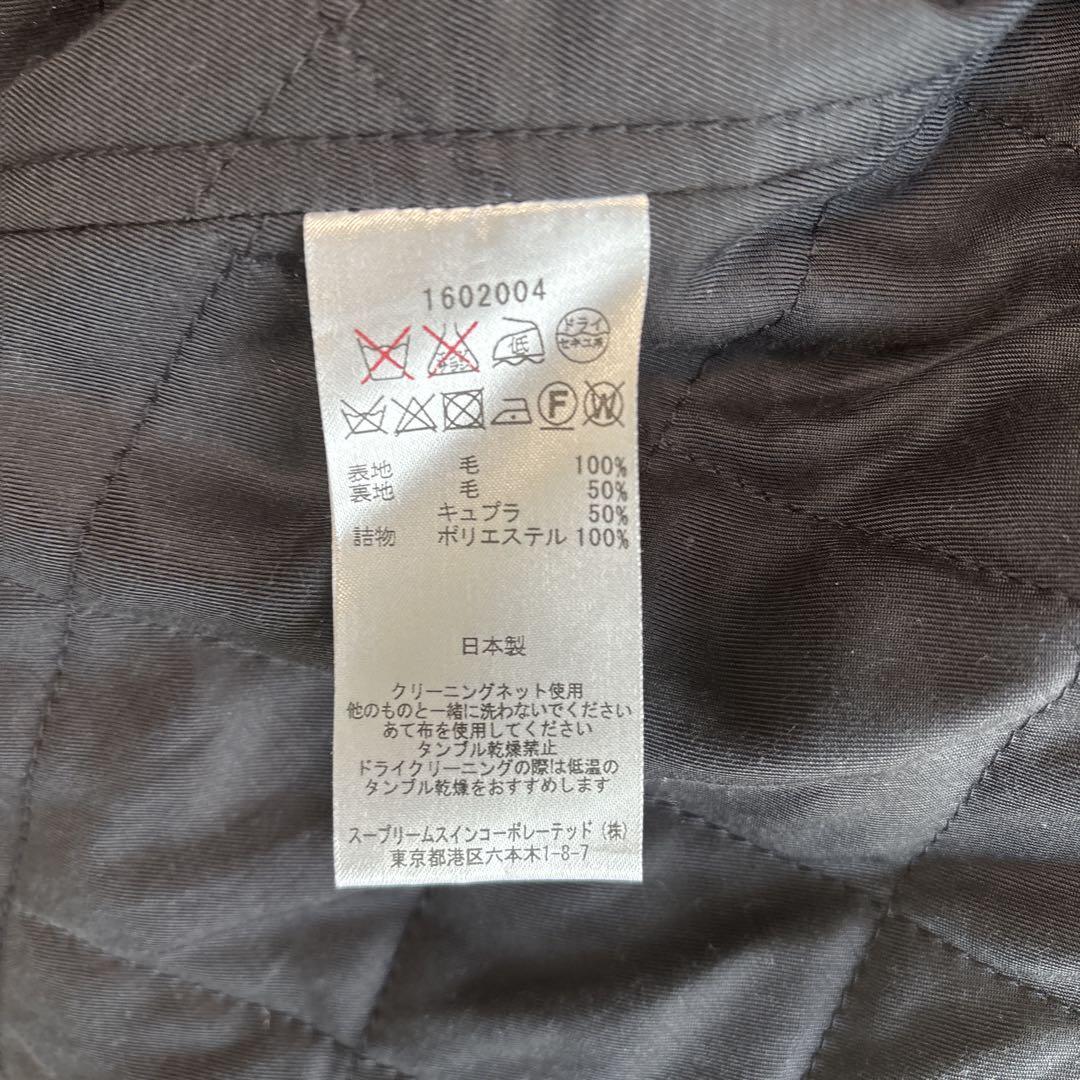 1602004
エンソ
サラシ
低
ドライ
セキユ系
F W
表地 毛 100%
裏地 毛 50%
キュプラ 50%
詰物 ポリエステル 100%
日本製
クリーニングネット使用
他のものと一緒に洗わないでください
あて布を使用してください
タンブル乾燥禁止
ドライクリーニングの際は低温の
タンブル乾燥をおすすめします
スープリームスインコーポレーテッド(株)
東京都港区六本木1-8-7